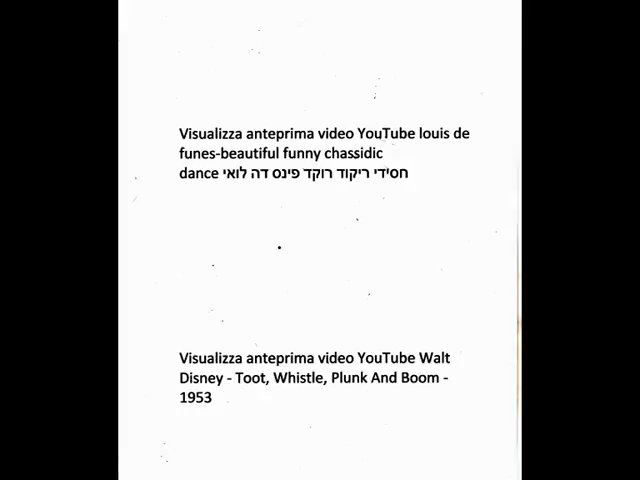 Visualizza anteprima video YouTube louis de
funes-beautiful funny chassidic
dance חסידי ריקוד רוקד פינס דה לואי
Visualizza anteprima video YouTube Walt
Disney - Toot, Whistle, Plunk And Boom -
1953